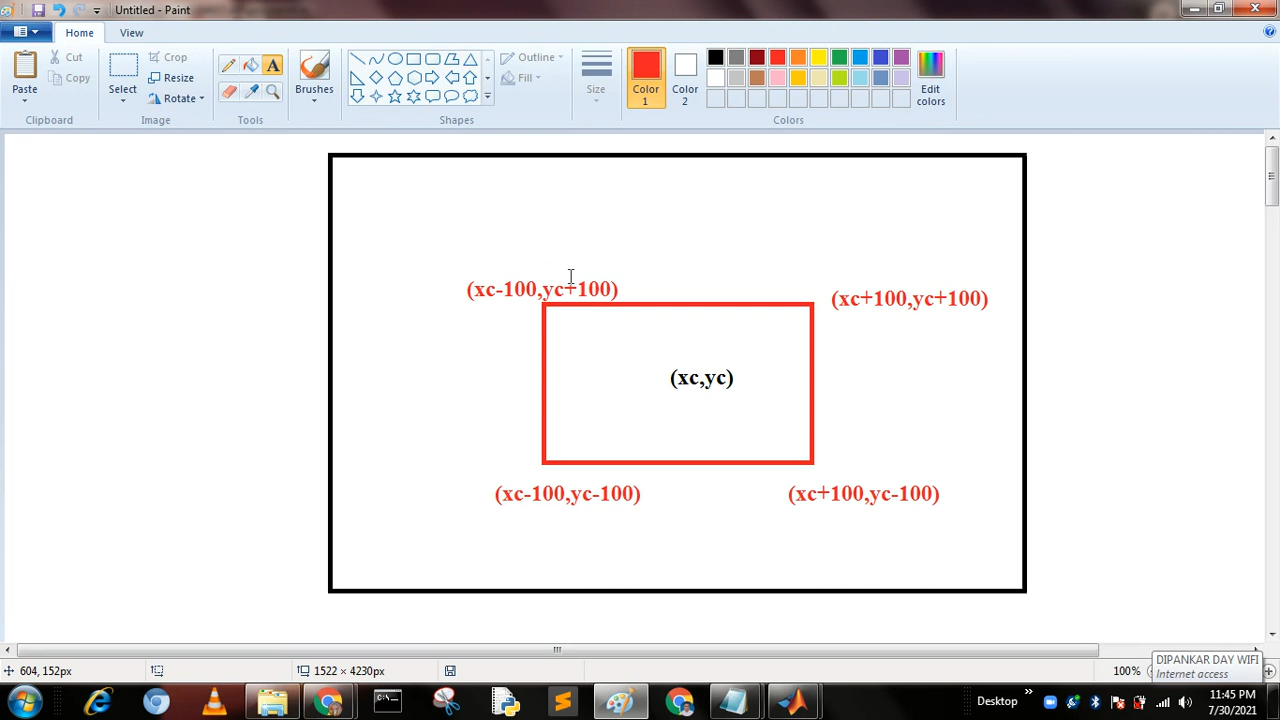 Untitled - Paint
Home
View
Paste
Cut
Copy
Clipboard
Select
Crop
Resize
Rotate
Image
A
Tools
Brushes
Outline
Fill
Shapes
Size
Color
1
Color
2
Edit
colors
Colors
(xc-100,yc+100)
(xc+100,yc+100)
(xc,yc)
(xc-100,yc-100)
(xc+100,yc-100)
604, 152px
1522 × 4230px
100%
DIPANKAR DAY WIFI
Internet access
Desktop
11:45 PM
7/30/2021